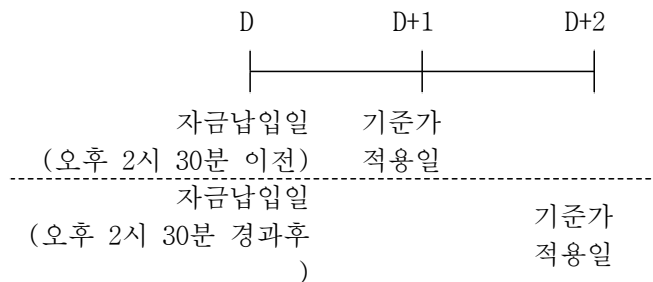 D D+1 D+2
자금납입일 기준가
(오후 2시 30분 이전) 적용일
자금납입일
(오후 2시 30분 경과후
)
기준가
적용일